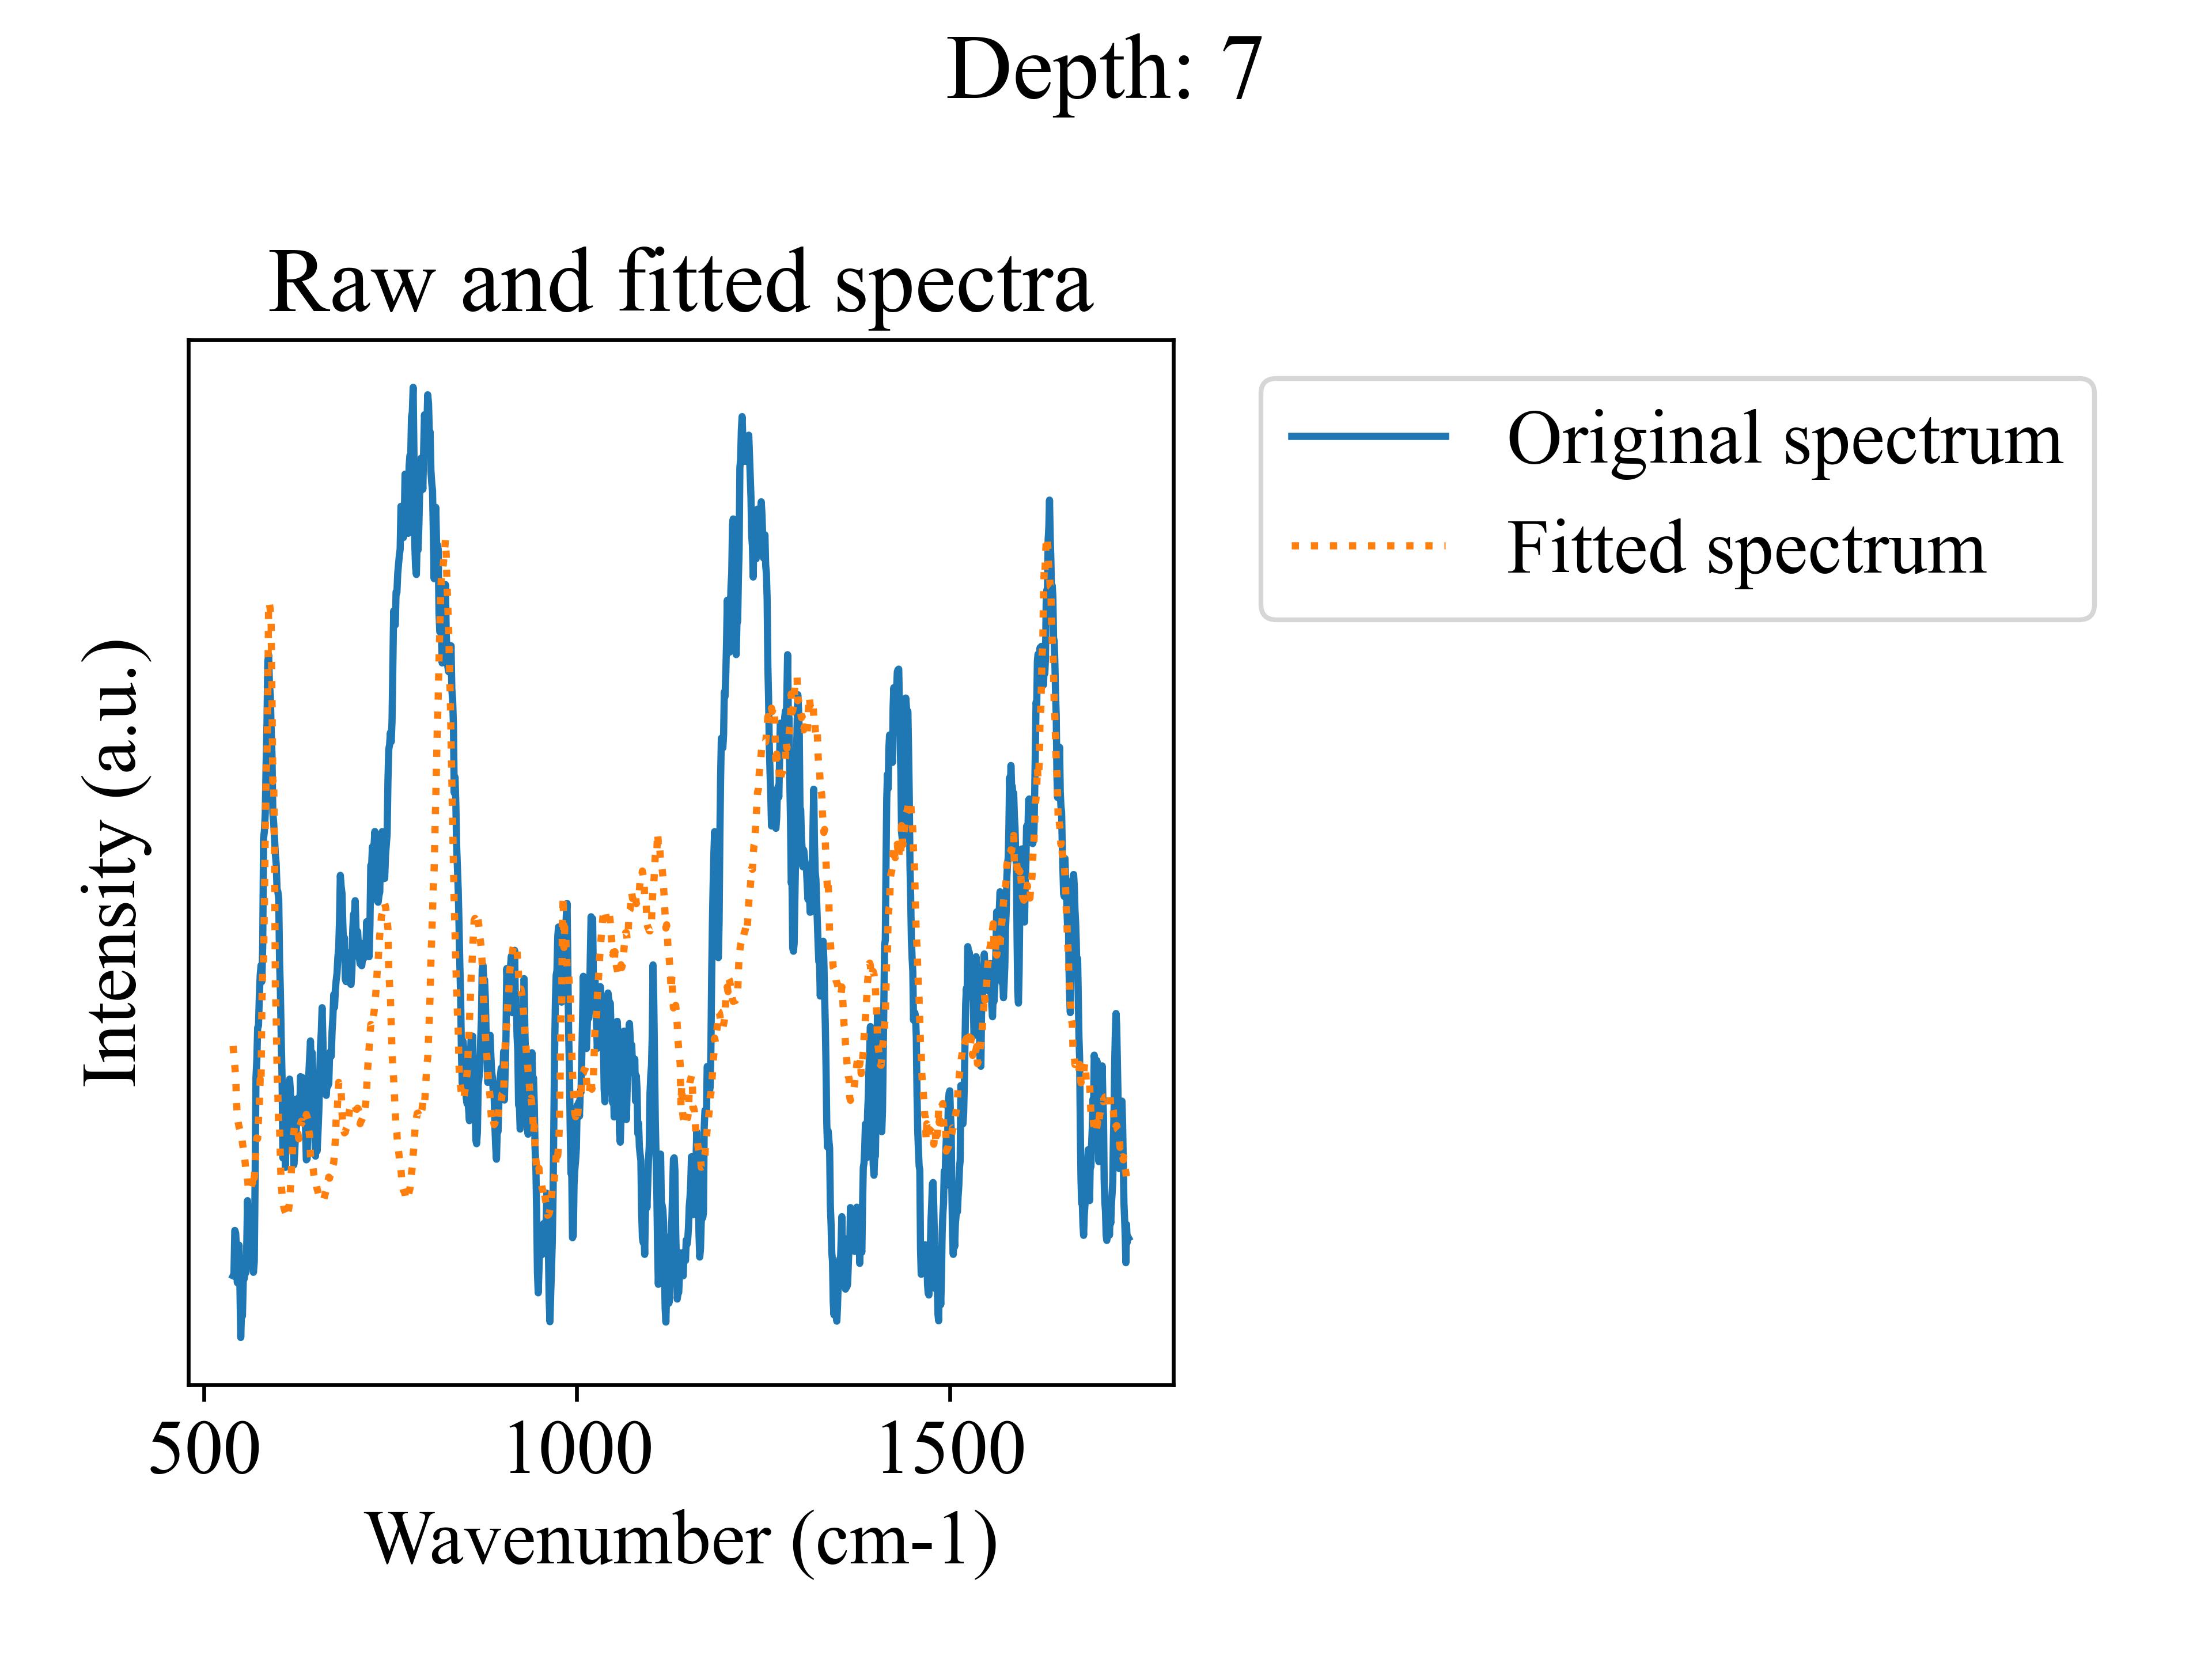 Depth: 7
Raw and fitted spectra
Original spectrum
Fitted spectrum
Intensity (a.u.)
500 1000 1500
Wavenumber (cm-1)